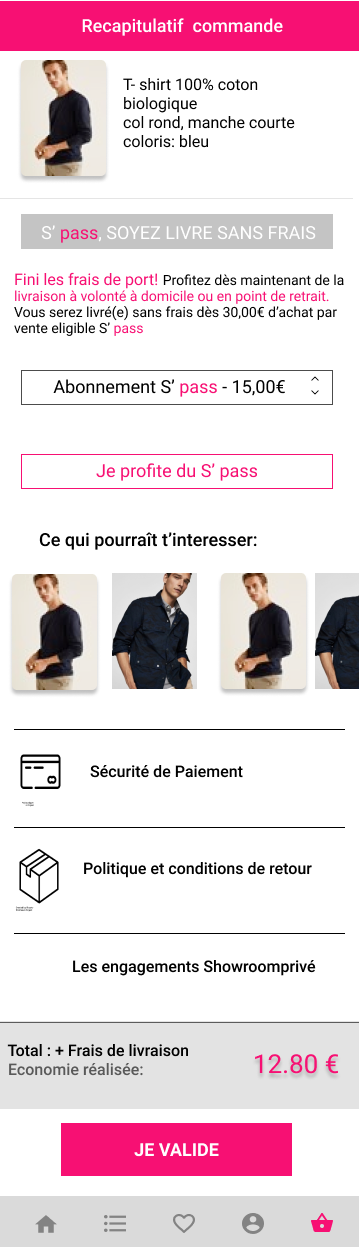 Recapitulatif commande
T- shirt 100% coton
biologique
col rond, manche courte
coloris: bleu
S’ pass, SOYEZ LIVRE SANS FRAIS
Fini les frais de port! Profitez dès maintenant de la
livraison à volonté à domicile ou en point de retrait.
Vous serez livré(e) sans frais dès 30,00€ d’achat par
vente eligible S’ pass
Abonnement S’ pass - 15,00€
Je profite du S’ pass
Ce qui pourraît t’interesser:
Sécurité de Paiement
Politique et conditions de retour
Les engagements Showroomprivé
Total : + Frais de livraison
Economie réalisée:
12.80 €
JE VALIDE